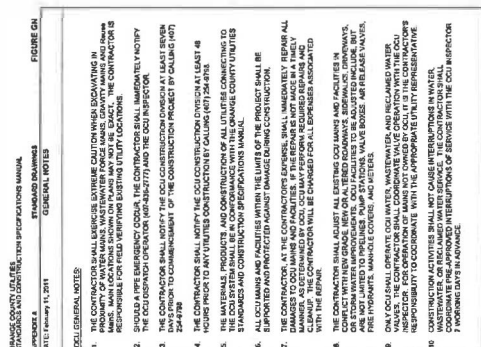 ORANGE COUNTY UTILITIES
STANDARDS AND CONSTRUCTION SPECIFICATIONS MANUAL
APPENDIX A STANDARD DRAWINGS FIGURE GN
DATE: February 11, 2011 GENERAL NOTES
OCU GENERAL NOTES:
1. THE CONTRACTOR SHALL EXERCISE EXTREME CAUTION WHEN EXCAVATING IN
PROXIMITY OF WATERMAINS, WASTEWATER FORCE MAINS, GRAVITY MAINS AND Reuse
MainS. LOCATIONS SHOWN ON PLANS MAY NOT BE EXACT. THE CONTRACTOR IS
RESPONSIBLE FOR FIELD VERIFYING EXISTING UTILITY LOCATIONS.
2. SHOULD A PIPE EMERGENCY OCCUR, THE CONTRACTOR SHALL IMMEDIATELY NOTIFY
THE OCU DISPATCH OPERATOR (407-836-2777) AND THE OCU INSPECTOR.
3. THE CONTRACTOR SHALL NOTIFY THE OCU CONSTRUCTION DIVISION AT LEAST SEVEN
DAYS PRIOR TO COMMENCEMENT OF THE CONSTRUCTION PROJECT BY CALLING (407)
254-9798
4. THE CONTRACTOR SHALL NOTIFY THE OCU CONSTRUCTION DIVISION AT LEAST 48
HOURS PRIOR TO ANY UTILITIES CONSTRUCTION BY CALLING (407) 254-9798.
5. THE MATERIALS, PRODUCTS, AND CONSTRUCTION OF ALL UTILITIES CONNECTING TO
THE OCU SYSTEM SHALL BE IN CONFORMANCE WITH THE ORANGE COUNTY UTILITIES
STANDARDS AND CONSTRUCTION SPECIFICATIONS MANUAL.
6. ALL OCU MAINS AND FACILITIES WITHIN THE LIMITS OF THE PROJECT SHALL BE
SUPPORTED AND PROTECTED AGAINST DAMAGE DURING CONSTRUCTION.
7. THE CONTRACTOR, AT THE CONTRACTOR'S EXPENSE, SHALL IMMEDIATELY REPAIR ALL
DAMAGES TO OCU MAINS AND FACILITIES. IF THE REPAIR IS NOT MADE IN A TIMELY
MANNER, AS DETERMINED BY OCU, OCU MAY PERFORM REQUIRED REPAIRS AND
CLEANUP. THE CONTRACTOR WILL BE CHARGED FOR ALL EXPENSES ASSOCIATED
WITH THE REPAIR.
8. THE CONTRACTOR SHALL ADJUST ALL EXISTING OCU MAINS AND FACILITIES IN
CONFLICT WITH NEW GRADE, NEW OR ALTERED ROADWAYS, SIDEWALKS, DRIVEWAYS,
OR STORM WATER IMPROVEMENTS. OCU FACILITIES TO BE ADJUSTED INCLUDE, BUT
ARE NOT LIMITED TO PIPELINES, PUMP STATIONS, VALVE BOXES, AIR RELEASE VALVES,
FIRE HYDRANTS, MANHOLE COVERS, AND METERS.
9. ONLY OCU SHALL OPERATE OCU WATER, WASTEWATER, AND RECLAIMED WATER
VALVES. THE CONTRACTOR SHALL COORDINATE VALVE OPERATION WITH THE OCU
INSPECTOR. FOR OPERATION OF MAINS NOT OWNED BY OCU, IT IS THE CONTRACTOR'S
RESPONSIBILITY TO COORDINATE WITH THE APPROPRIATE UTILITY REPRESENTATIVE.
10 CONSTRUCTION ACTIVITIES SHALL NOT CAUSE INTERRUPTIONS IN WATER,
WASTEWATER, OR RECLAIMED WATER SERVICE. THE CONTRACTOR SHALL
COORDINATE OCU APPROVED INTERRUPTIONS OF SERVICE WITH THE OCU INSPECTOR
7 WORKING DAYS IN ADVANCE.